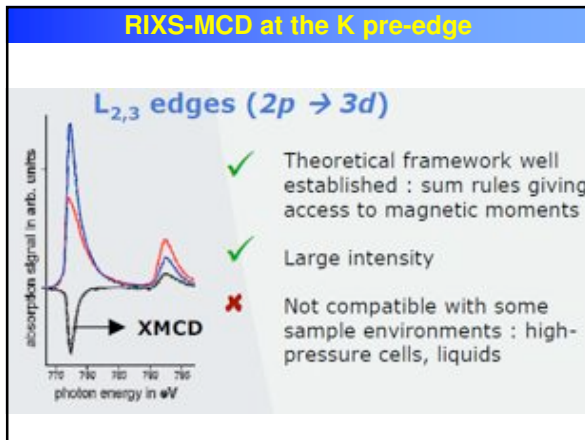 RIXS-MCD at the K pre-edge
L2,3 edges (2p → 3d)
absorption signal in arb. units
XMCD
photon energy in eV
✓ Theoretical framework well
established : sum rules giving
access to magnetic moments
✓ Large intensity
✘ Not compatible with some
sample environments : high-
pressure cells, liquids